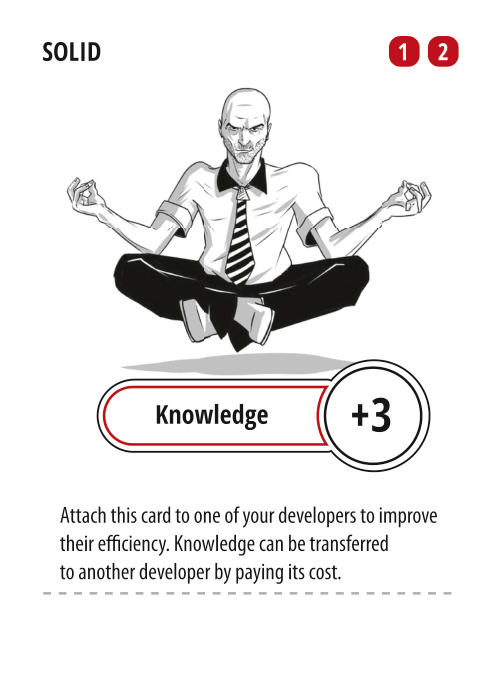 SOLID
1 2
Knowledge +3
Attach this card to one of your developers to improve
their efficiency. Knowledge can be transferred
to another developer by paying its cost.